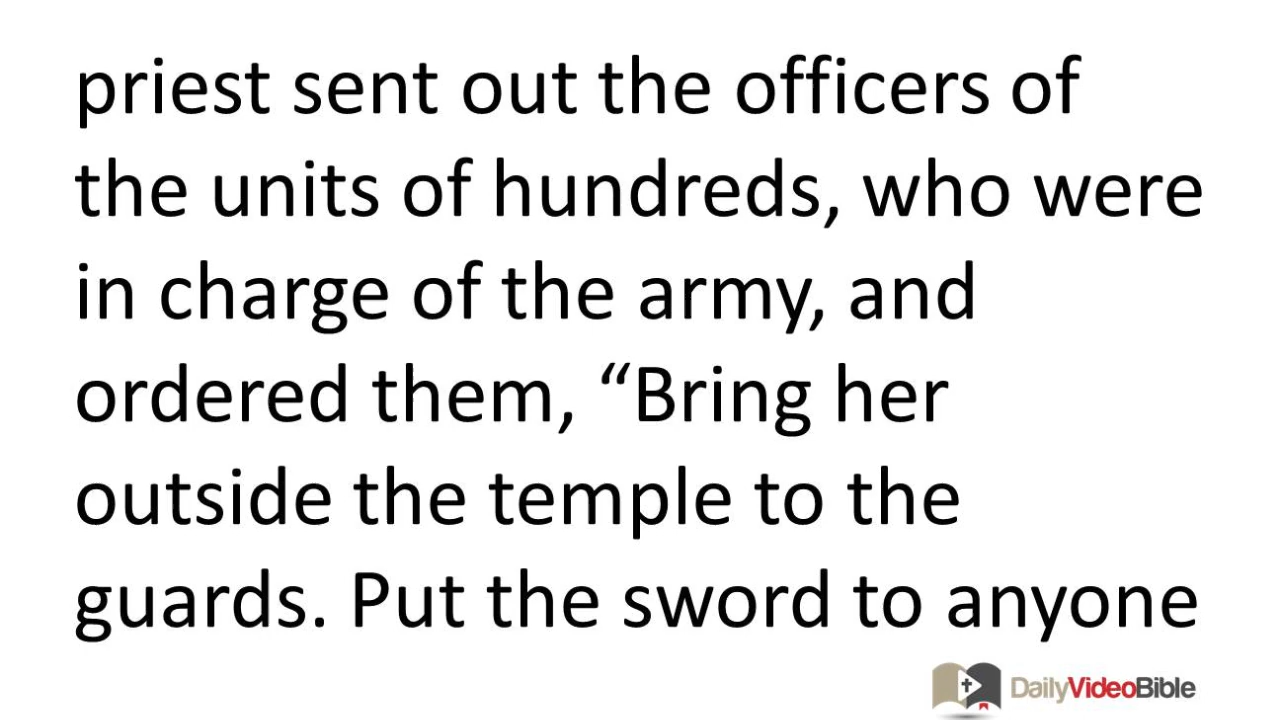 priest sent out the officers of
the units of hundreds, who were
in charge of the army, and
ordered them, “Bring her
outside the temple to the
guards. Put the sword to anyone
DailyVideoBible